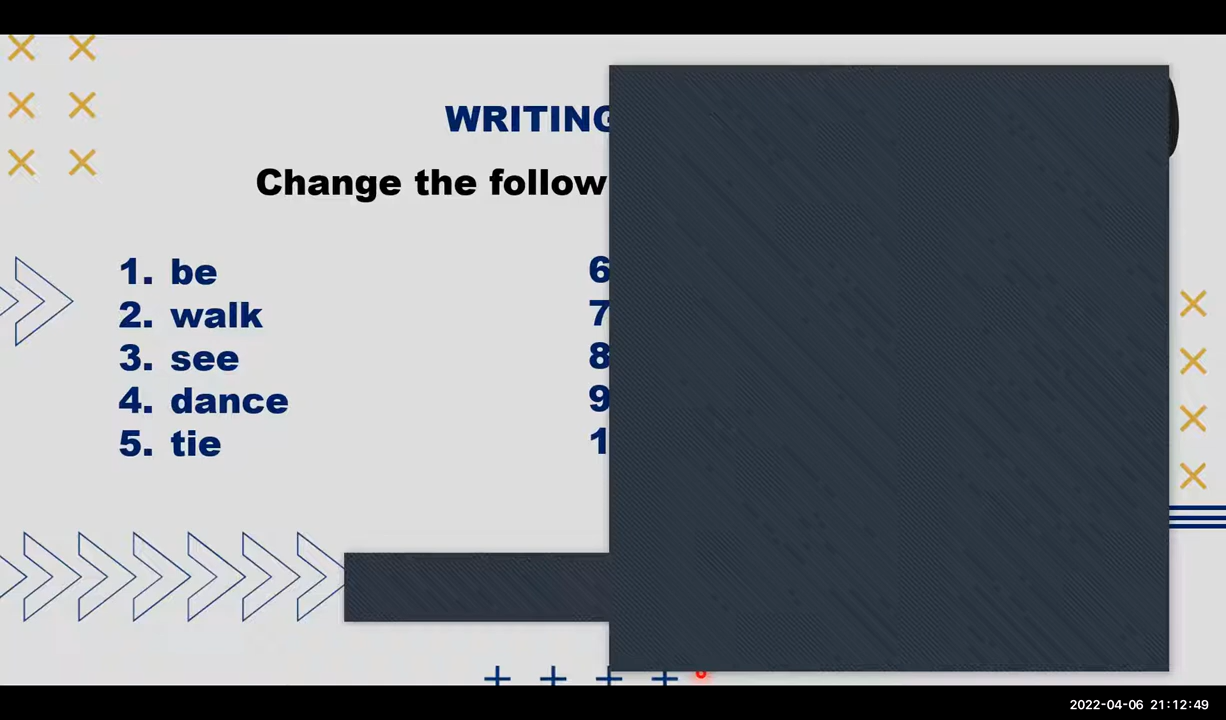 WRITING
Change the follow
1. be
2. walk
3. see
4. dance
5. tie
6
7
8
9
1
2022-04-06 21:12:49